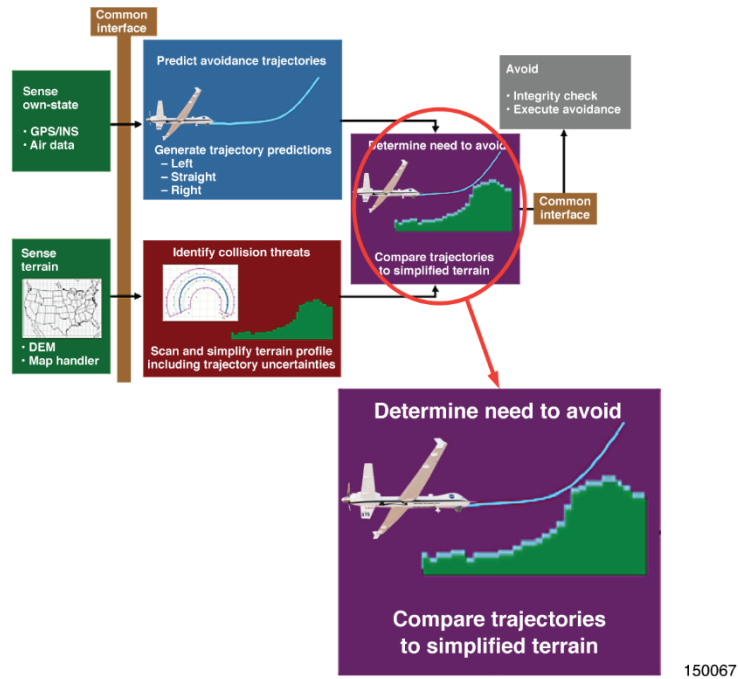 Common
interface
Sense
own-state
• GPS/INS
• Air data
Predict avoidance trajectories
Generate trajectory predictions
– Left
– Straight
– Right
Avoid
• Integrity check
• Execute avoidance
Determine need to avoid
Compare trajectories
to simplified terrain
Common
interface
Sense
terrain
• DEM
• Map handler
Identify collision threats
Scan and simplify terrain profile
including trajectory uncertainties
Determine need to avoid
Compare trajectories
to simplified terrain
150067